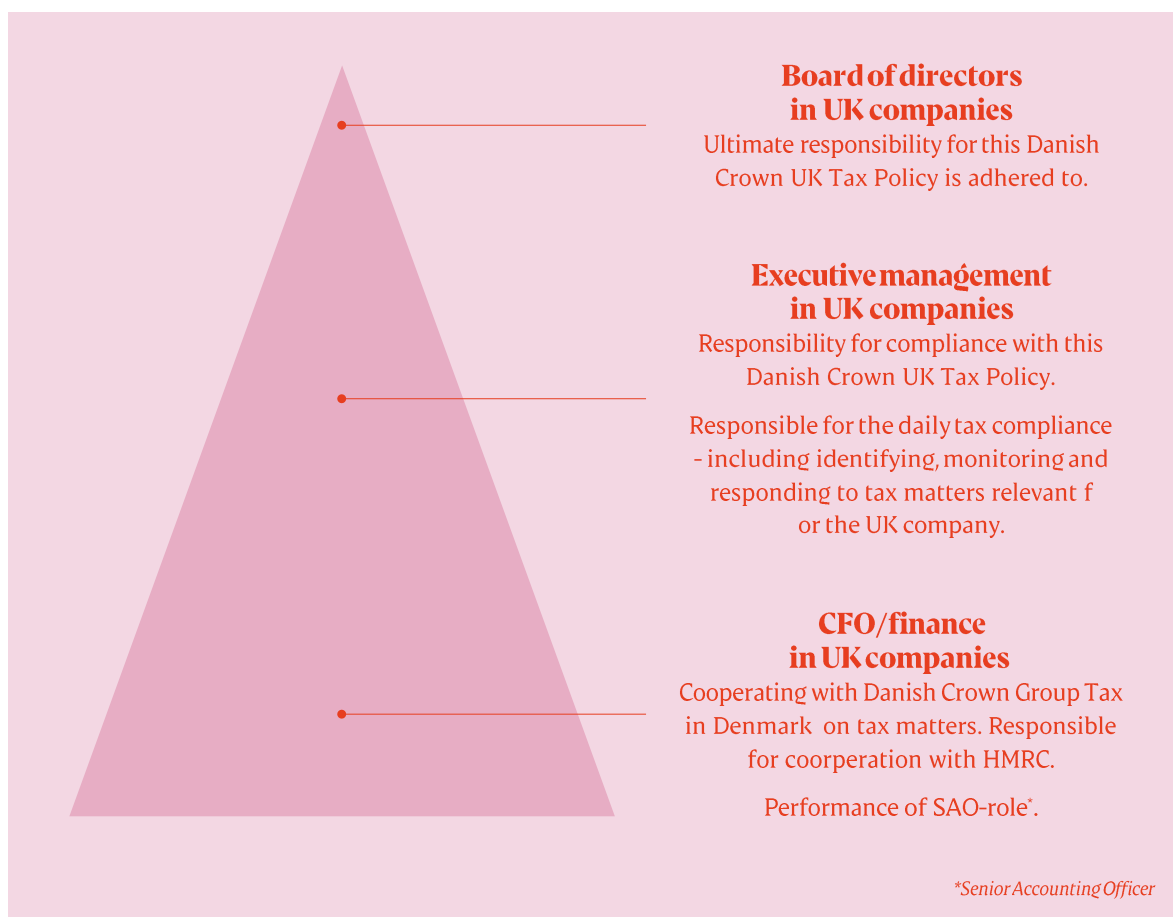 Board of directors
in UK companies
Ultimate responsibility for this Danish
Crown UK Tax Policy is adhered to.
Executive management
in UK companies
Responsibility for compliance with this
Danish Crown UK Tax Policy.
Responsible for the daily tax compliance
- including identifying, monitoring and
responding to tax matters relevant f
or the UK company.
CFO/finance
in UK companies
Cooperating with Danish Crown Group Tax
in Denmark on tax matters. Responsible
for coorperation with HMRC.
Performance of SAO-role*.
*Senior Accounting Officer